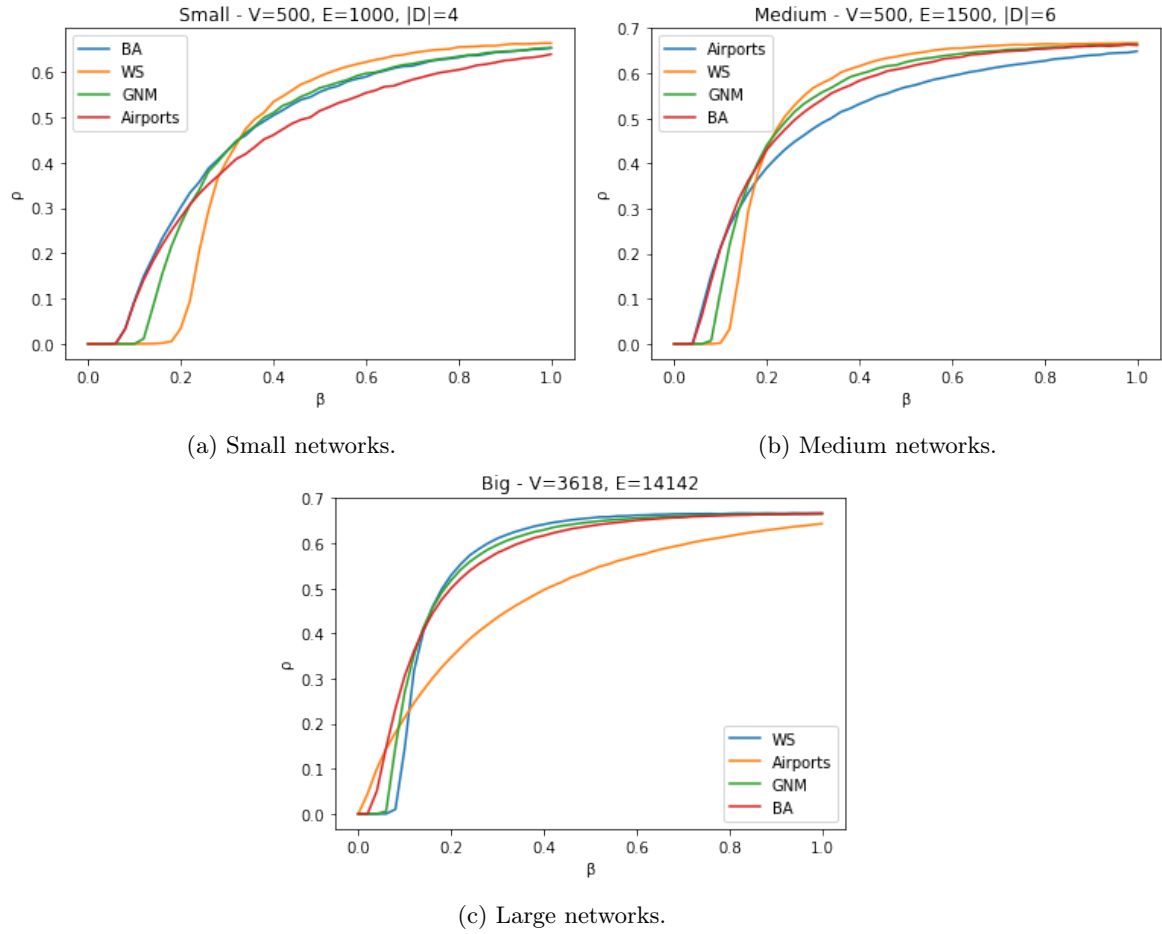 Small - V=500, E=1000, |D|=4
BA
WS
GNM
Airports
0.6
0.5
0.4
0.3
0.2
0.1
0.0
ρ
0.0 0.2 0.4 0.6 0.8 1.0
β
(a) Small networks.
Medium - V=500, E=1500, |D|=6
Airports
WS
GNM
BA
0.7
0.6
0.5
0.4
0.3
0.2
0.1
0.0
ρ
0.0 0.2 0.4 0.6 0.8 1.0
β
(b) Medium networks.
Big - V=3618, E=14142
0.7
0.6
0.5
0.4
0.3
0.2
0.1
0.0
ρ
WS
Airports
GNM
BA
0.0 0.2 0.4 0.6 0.8 1.0
β
(c) Large networks.